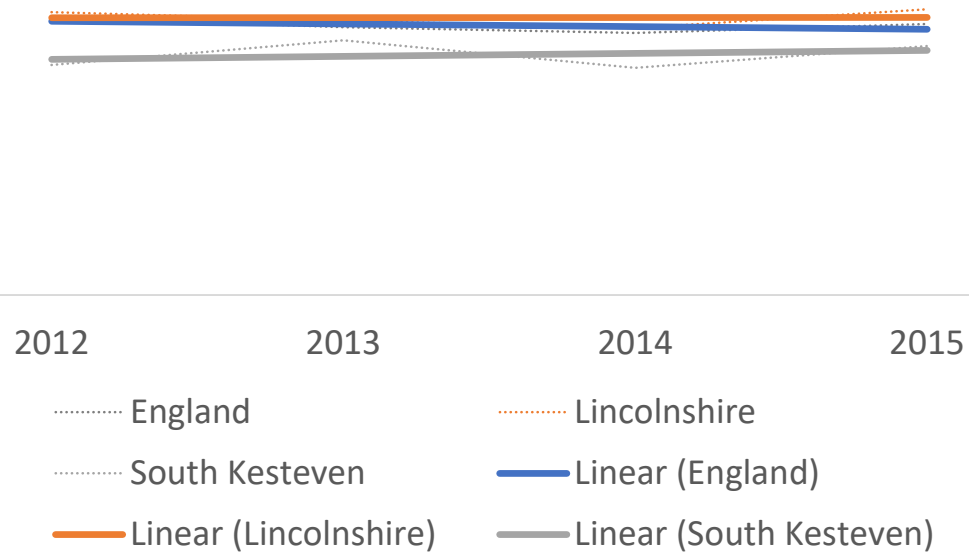 2012 2013 2014 2015
England Lincolnshire
South Kesteven Linear (England)
Linear (Lincolnshire) Linear (South Kesteven)